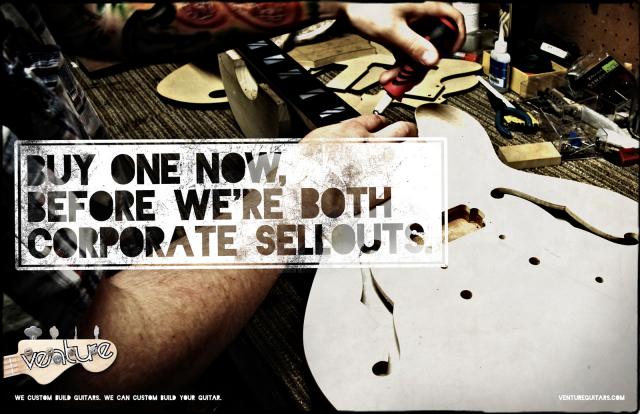 BUY ONE NOW,
BEFORE WE'RE BOTH
CORPORATE SELLOUTS.
venture
WE CUSTOM BUILD GUITARS. WE CAN CUSTOM BUILD YOUR GUITAR.
VENTUREGUITARS.COM